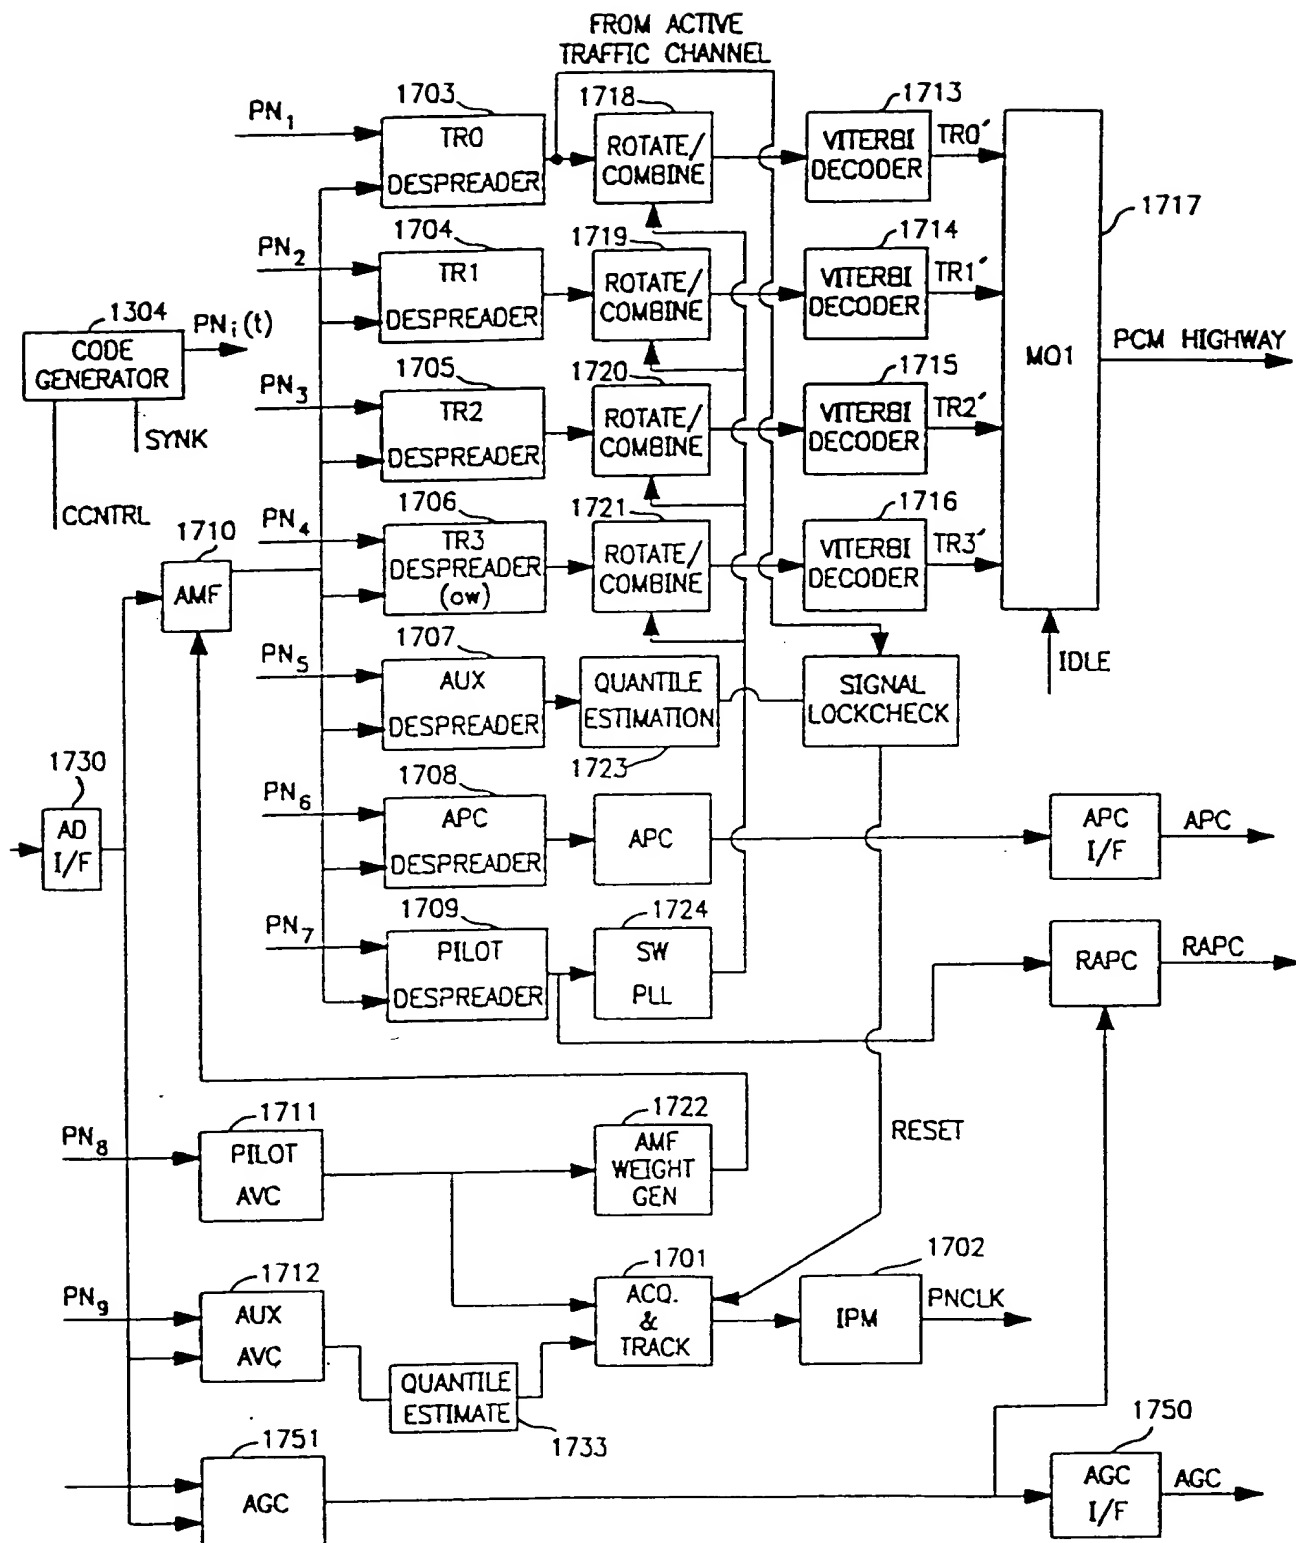 FROM ACTIVE
TRAFFIC CHANNEL
PN1
1703
TR0
DESPREADER
1718
ROTATE/
COMBINE
1713
VITERBI
DECODER
TR0′
PN2
1704
TR1
DESPREADER
1719
ROTATE/
COMBINE
1714
VITERBI
DECODER
TR1′
1717
MO1
PCM HIGHWAY
1304
CODE
GENERATOR
PNi(t)
SYNK
CCNTRL
PN3
1705
TR2
DESPREADER
1720
ROTATE/
COMBINE
1715
VITERBI
DECODER
TR2′
PN4
1706
TR3
DESPREADER
(OW)
1721
ROTATE/
COMBINE
1716
VITERBI
DECODER
TR3′
1710
AMF
IDLE
PN5
1707
AUX
DESPREADER
QUANTILE
ESTIMATION
1723
SIGNAL
LOCKCHECK
1730
AD
I/F
PN6
1708
APC
DESPREADER
APC
APC
I/F
APC
PN7
1709
PILOT
DESPREADER
1724
SW
PLL
RAPC
RAPC
PN8
1711
PILOT
AVC
1722
AMF
WEIGHT
GEN
RESET
PN9
1712
AUX
AVC
1701
ACQ.
&
TRACK
1702
IPM
PNCLK
QUANTILE
ESTIMATE
1733
1751
AGC
1750
AGC
I/F
AGC